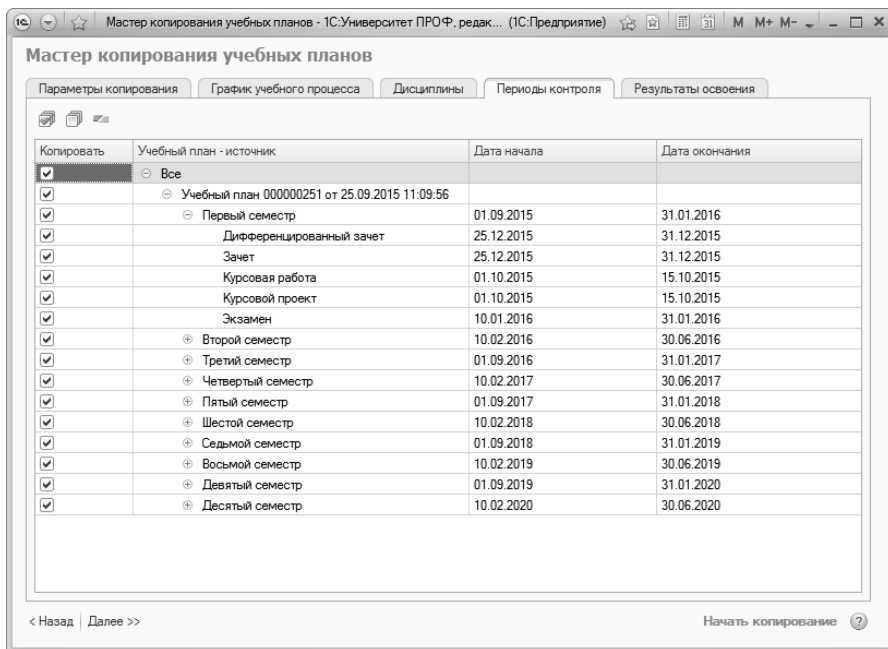 Мастер копирования учебных планов - 1С:Университет ПРОФ, редак... (1С:Предприятие) 31 M M+ M-
Мастер копирования учебных планов
Параметры копирования График учебного процесса Дисциплины Периоды контроля Результаты освоения
Копировать Учебный план - источник Дата начала Дата окончания
Все
Учебный план 000000251 от 25.09.2015 11:09:56
Первый семестр 01.09.2015 31.01.2016
Дифференцированный зачет 25.12.2015 31.12.2015
Зачет 25.12.2015 31.12.2015
Курсовая работа 01.10.2015 15.10.2015
Курсовой проект 01.10.2015 15.10.2015
Экзамен 10.01.2016 31.01.2016
Второй семестр 10.02.2016 30.06.2016
Третий семестр 01.09.2016 31.01.2017
Четвертый семестр 10.02.2017 30.06.2017
Пятый семестр 01.09.2017 31.01.2018
Шестой семестр 10.02.2018 30.06.2018
Седьмой семестр 01.09.2018 31.01.2019
Восьмой семестр 10.02.2019 30.06.2019
Девятый семестр 01.09.2019 31.01.2020
Десятый семестр 10.02.2020 30.06.2020
< Назад Далее >> Начать копирование ?